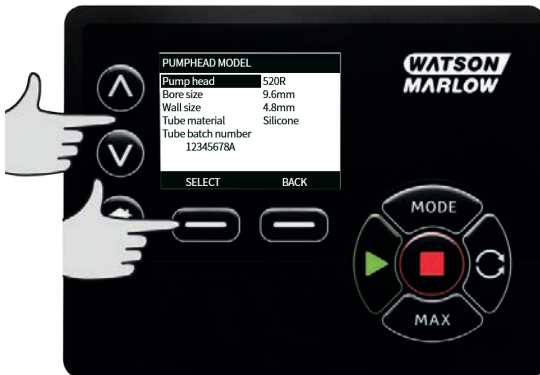 PUMPHEAD MODEL
Pump head 520R
Bore size 9.6mm
Wall size 4.8mm
Tube material Silicone
Tube batch number
12345678A
SELECT BACK
WATSON
MARLOW
MODE
MAX